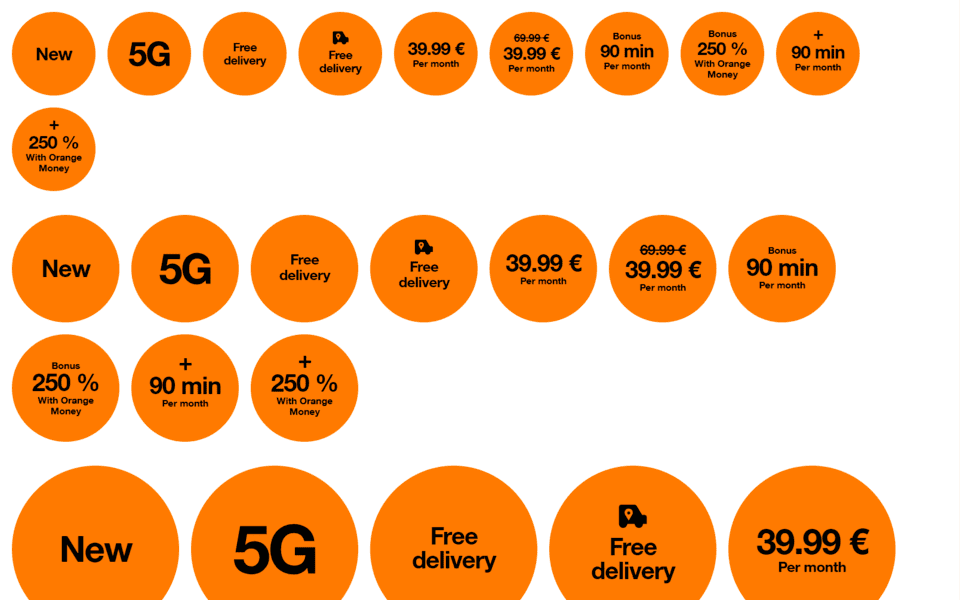 New
5G
Free
delivery
Free
delivery
39.99 €
Per month
69.99 €
39.99 €
Per month
Bonus
90 min
Per month
Bonus
250 %
With Orange
Money
+
90 min
Per month
+
250 %
With Orange
Money
New
5G
Free
delivery
Free
delivery
39.99 €
Per month
69.99 €
39.99 €
Per month
Bonus
90 min
Per month
Bonus
250 %
With Orange
Money
+
90 min
Per month
+
250 %
With Orange
Money
New
5G
Free
delivery
Free
delivery
39.99 €
Per month